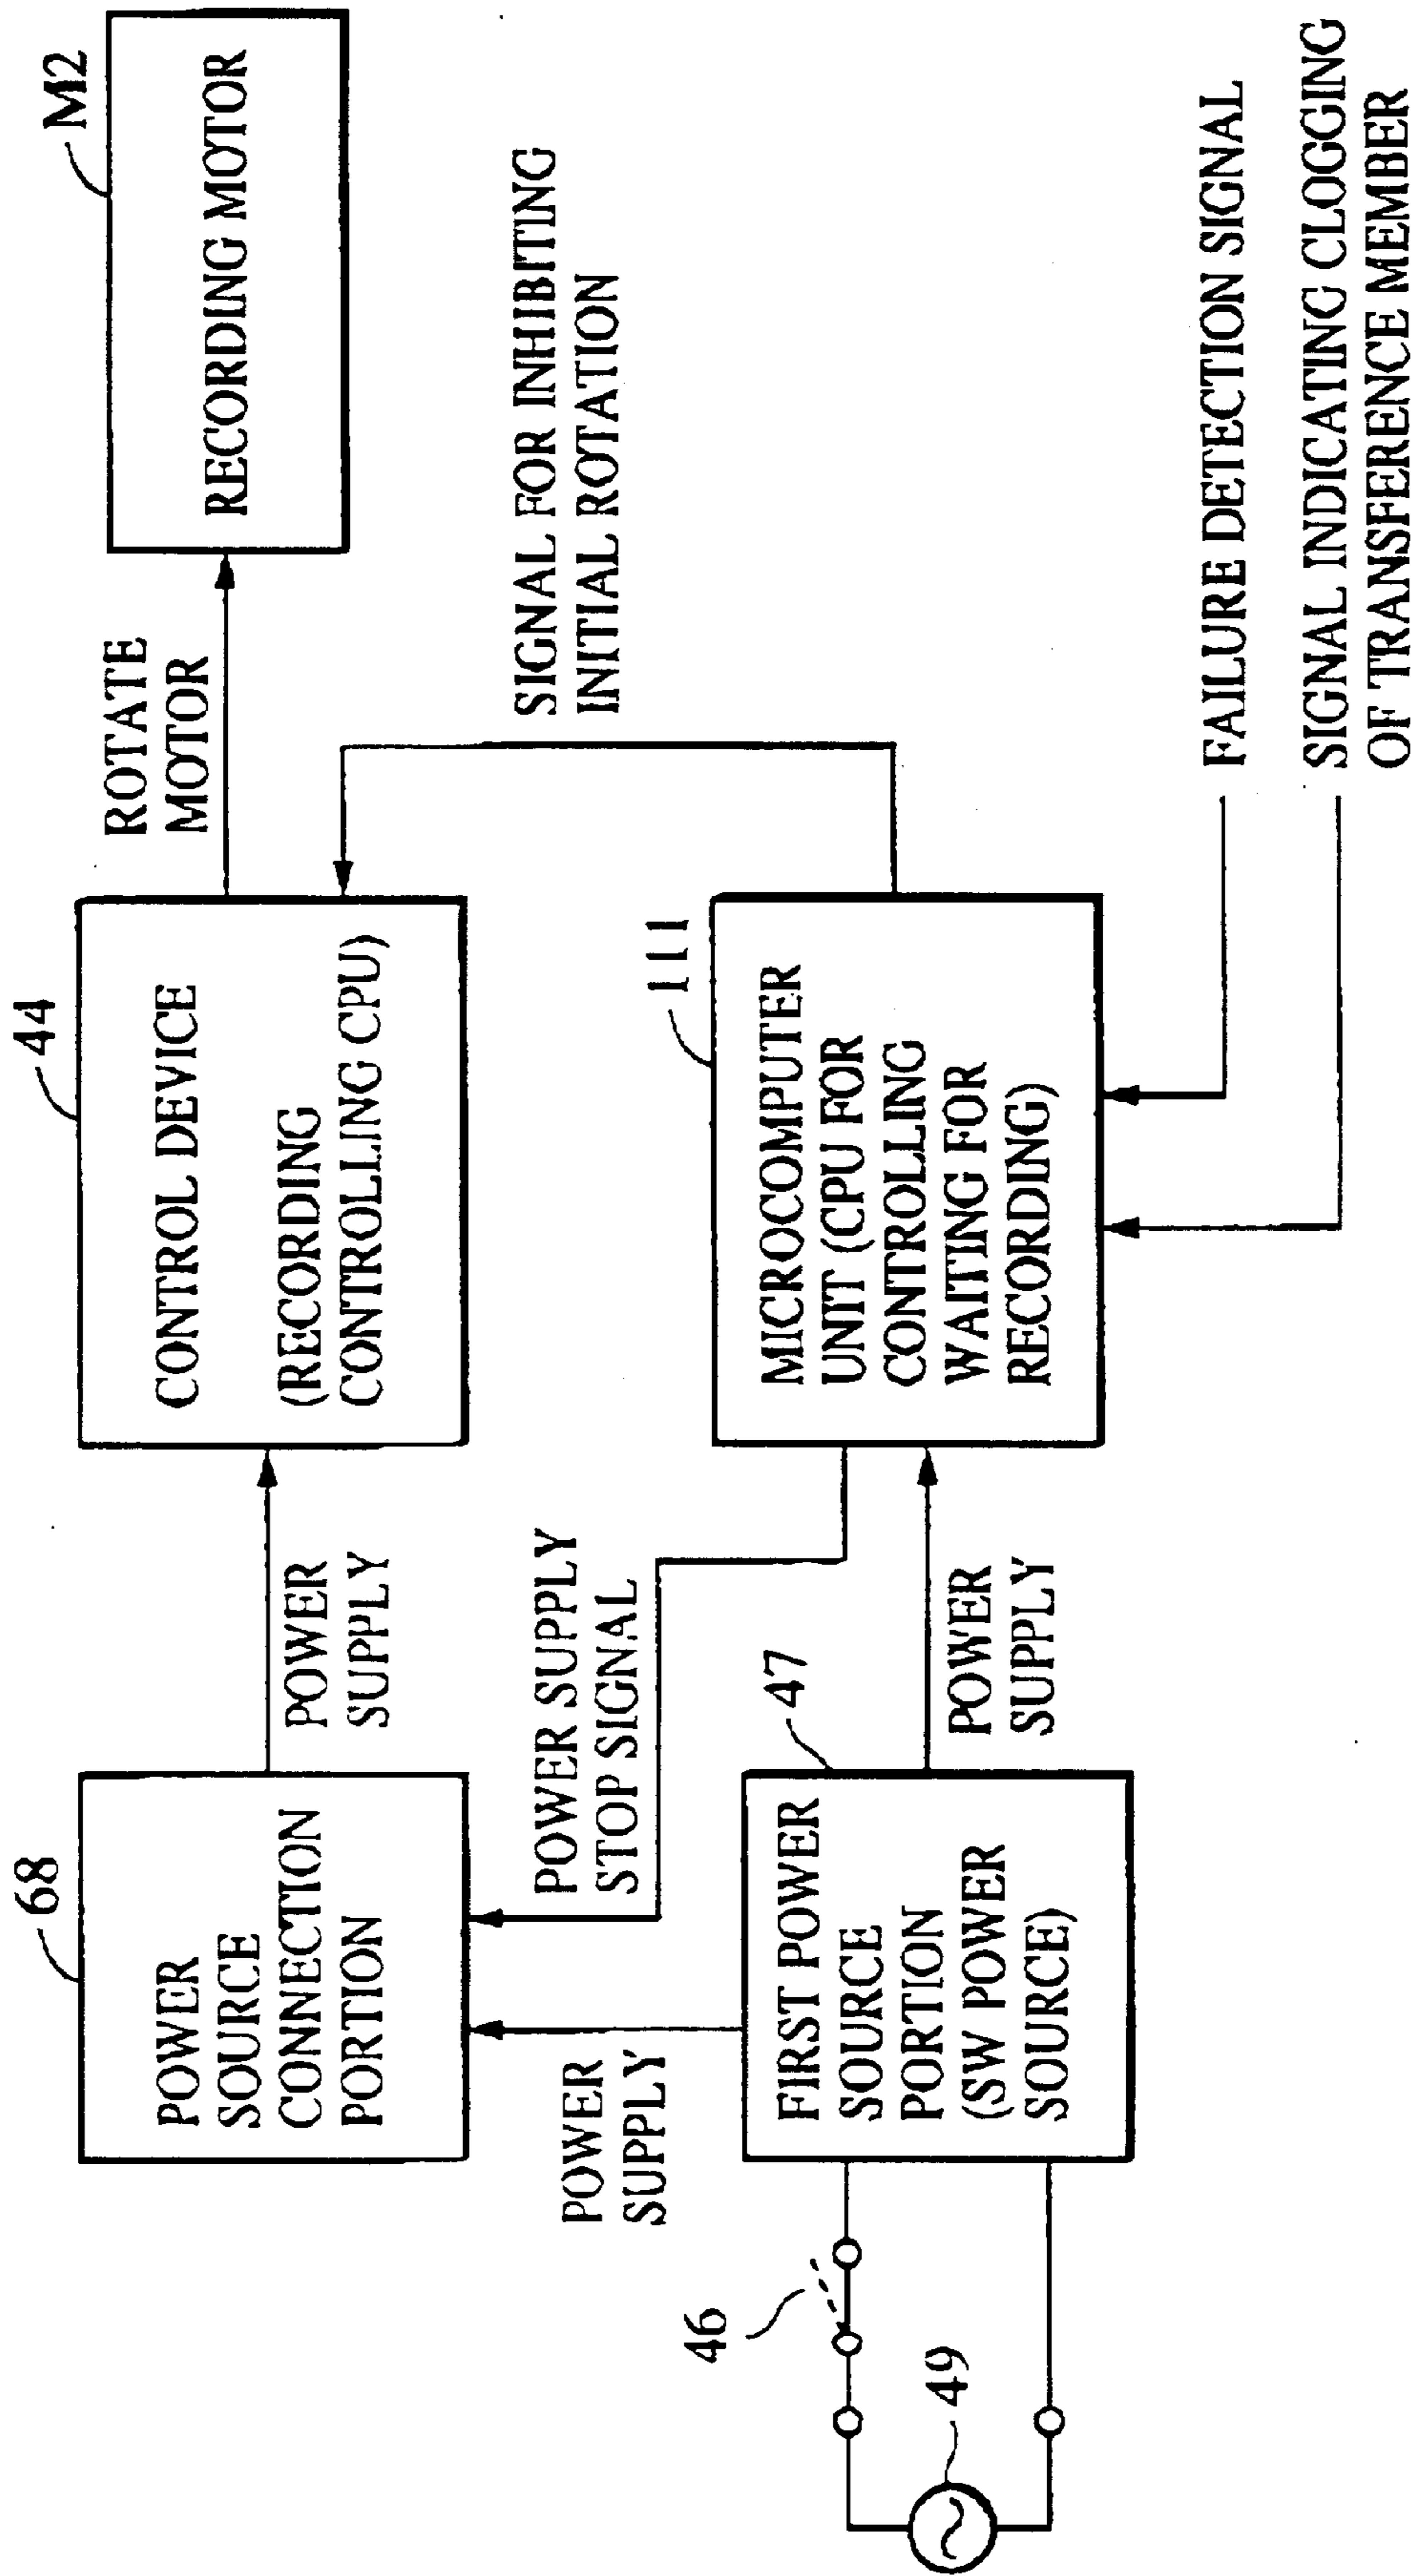 68
POWER
SOURCE
CONNECTION
PORTION
POWER
SUPPLY
44
CONTROL DEVICE
(RECORDING
CONTROLLING CPU)
ROTATE
MOTOR
M2
RECORDING MOTOR
POWER
SUPPLY
POWER SUPPLY
STOP SIGNAL
SIGNAL FOR INHIBITING
INITIAL ROTATION
46
49
47
FIRST POWER
SOURCE
PORTION
(SW POWER
SOURCE)
POWER
SUPPLY
111
MICROCOMPUTER
UNIT (CPU FOR
CONTROLLING
WAITING FOR
RECORDING)
FAILURE DETECTION SIGNAL
SIGNAL INDICATING CLOGGING
OF TRANSFERENCE MEMBER